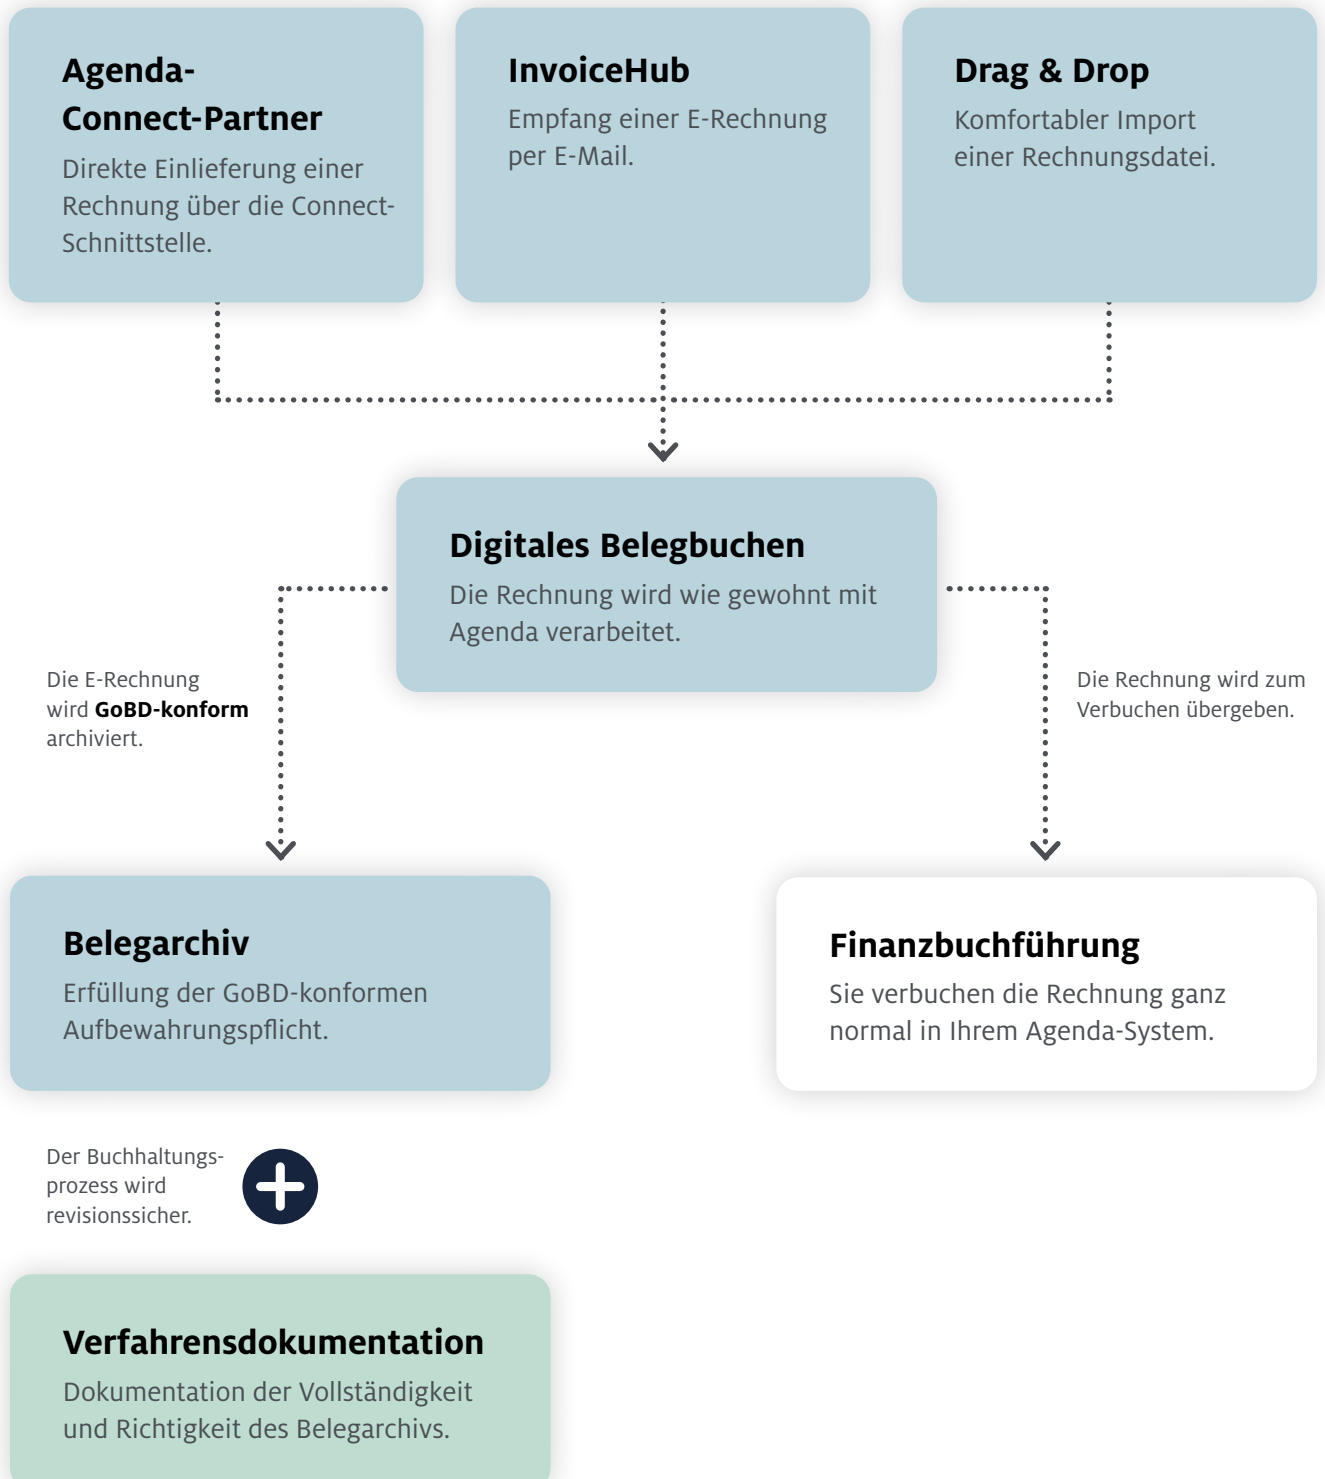 Agenda-
Connect-Partner
Direkte Einlieferung einer
Rechnung über die Connect-
Schnittstelle.
InvoiceHub
Empfang einer E-Rechnung
per E-Mail.
Drag & Drop
Komfortabler Import
einer Rechnungsdatei.
Digitales Belegbuchen
Die Rechnung wird wie gewohnt mit
Agenda verarbeitet.
Die E-Rechnung
wird GoBD-konform
archiviert.
Die Rechnung wird zum
Verbuchen übergeben.
Belegarchiv
Erfüllung der GoBD-konformen
Aufbewahrungspflicht.
Finanzbuchführung
Sie verbuchen die Rechnung ganz
normal in Ihrem Agenda-System.
Der Buchhaltungs-
prozess wird
revisionssicher.
Verfahrensdokumentation
Dokumentation der Vollständigkeit
und Richtigkeit des Belegarchivs.